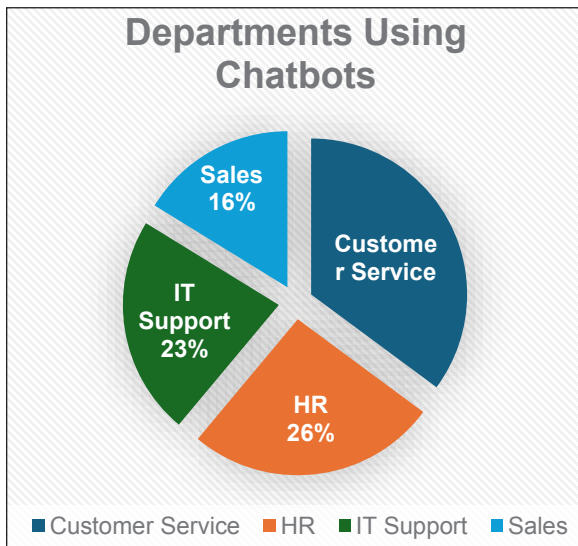 Departments Using
Chatbots
Sales
16%
Custome
r Service
IT
Support
23%
HR
26%
Customer Service HR IT Support Sales